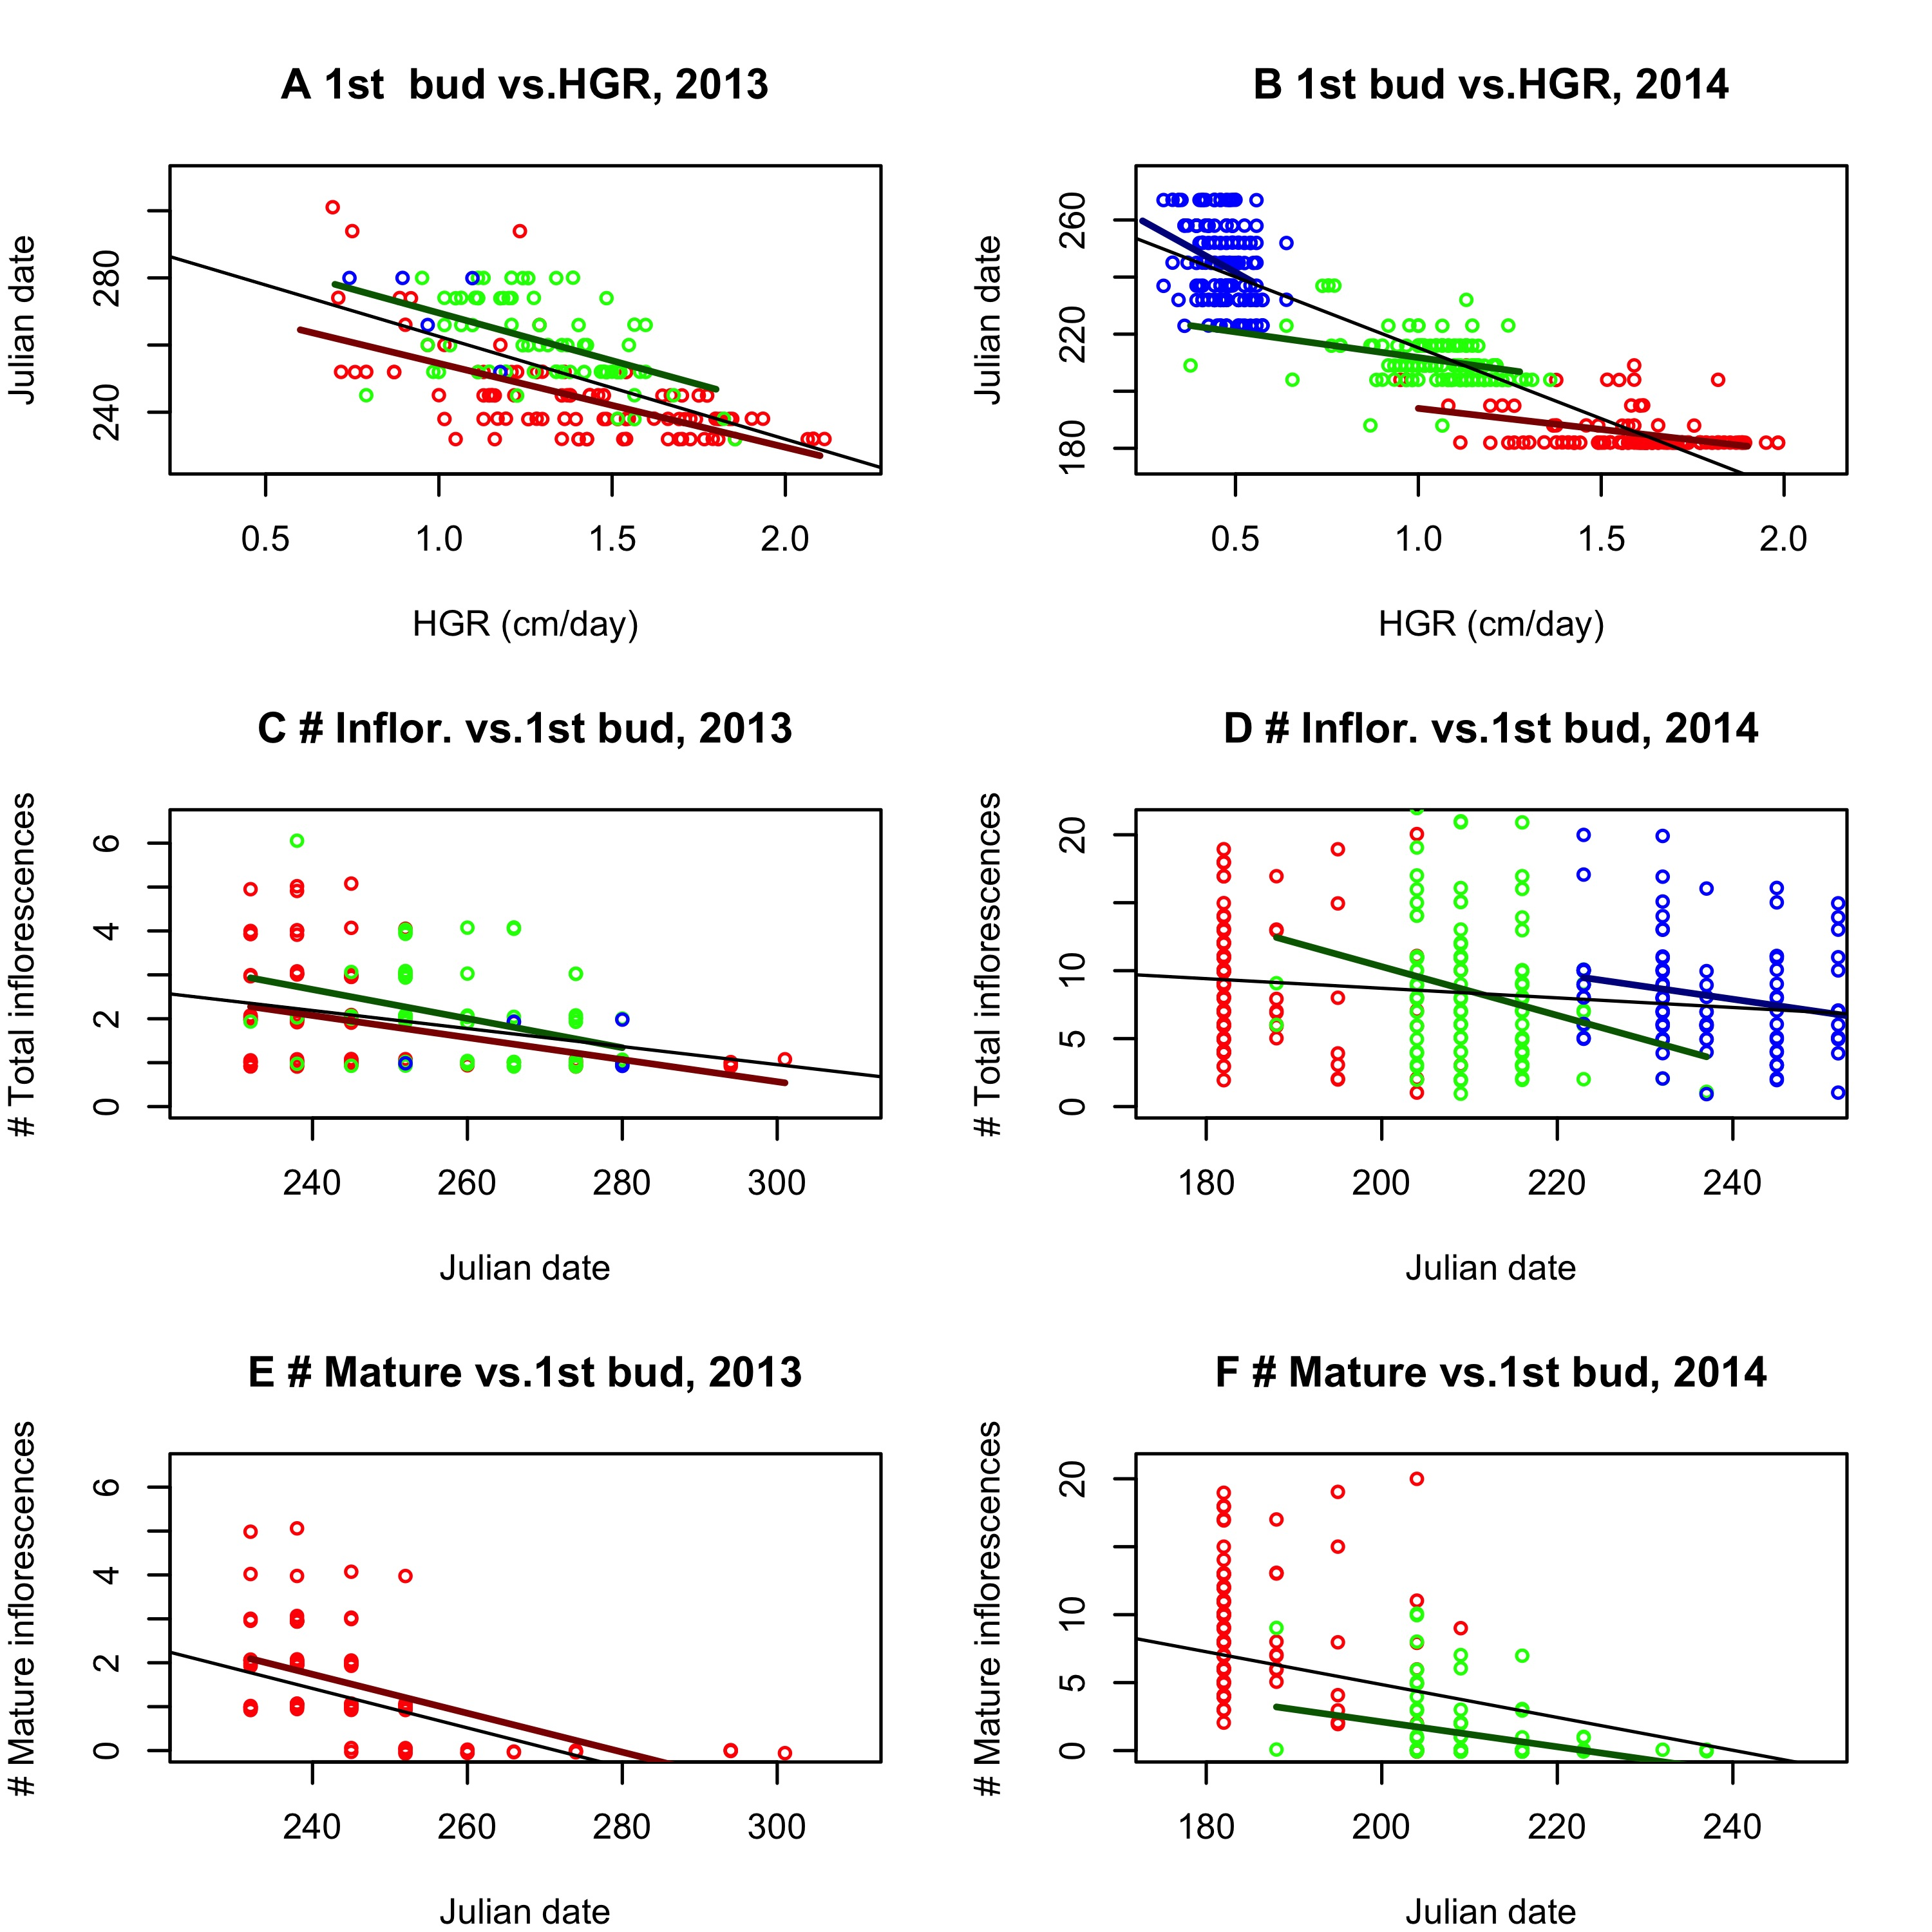 A 1st  bud vs.HGR, 2013
Julian date
280
240
0.5 1.0 1.5 2.0
HGR (cm/day)
B 1st bud vs.HGR, 2014
Julian date
260
220
180
0.5 1.0 1.5 2.0
HGR (cm/day)
C # Inflor. vs.1st bud, 2013
# Total inflorescences
6
4
2
0
240 260 280 300
Julian date
D # Inflor. vs.1st bud, 2014
# Total inflorescences
20
10
5
0
180 200 220 240
Julian date
E # Mature vs.1st bud, 2013
# Mature inflorescences
6
4
2
0
240 260 280 300
Julian date
F # Mature vs.1st bud, 2014
# Mature inflorescences
20
10
5
0
180 200 220 240
Julian date